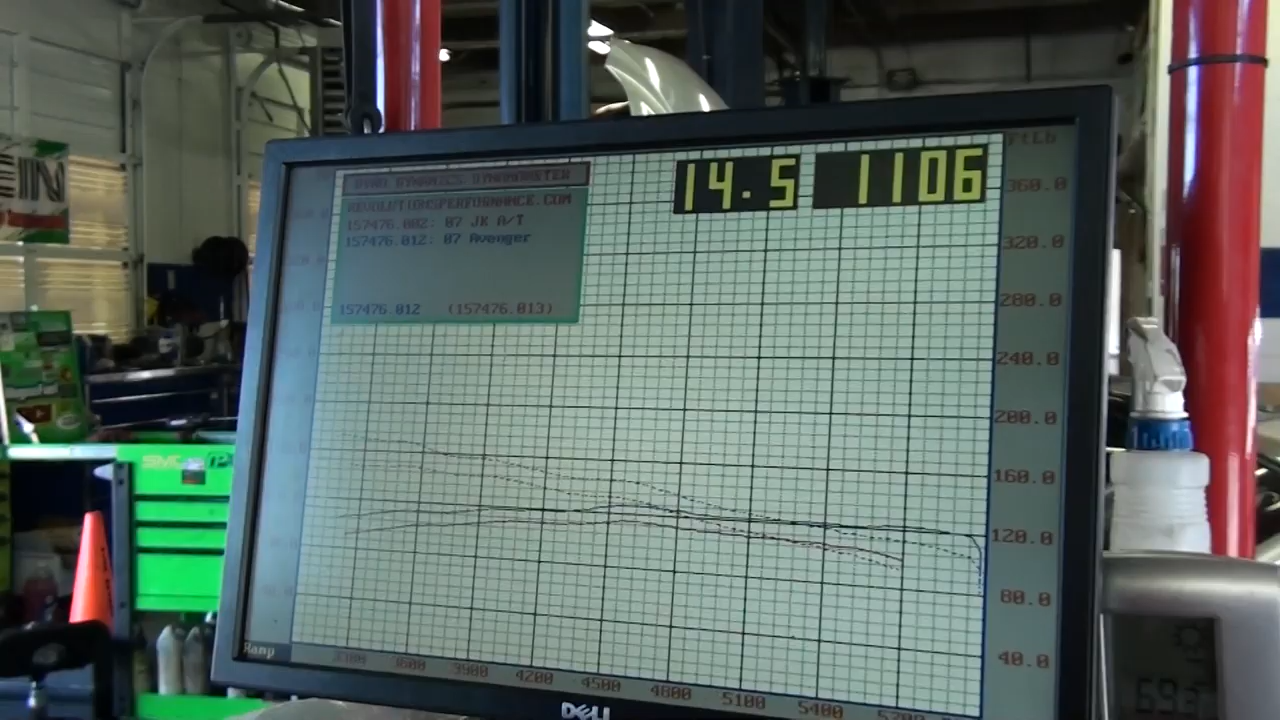 EIN
DYNO DYNAMICS DYNAMOMETER
14.5
1106
ftLb
360.0
157476.002: 07 JK A/T
157476.012: 07 Avenger
320.0
157476.012 (157476.013)
280.0
240.0
200.0
160.0
120.0
80.0
40.0
Ramp
3300 3600 3900 4200 4500 4800 5100 5400 5700
DELL